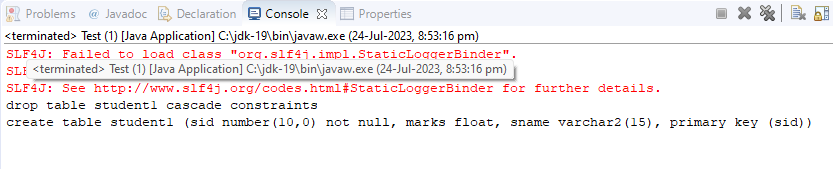 Problems @ Javadoc Declaration Console Properties
<terminated> Test (1) [Java Application] C:\jdk-19\bin\javaw.exe (24-Jul-2023, 8:53:16 pm)
SLF4J: Failed to load class "org.slf4j.impl.StaticLoggerBinder".
SL
<terminated> Test (1) [Java Application] C:\jdk-19\bin\javaw.exe (24-Jul-2023, 8:53:16 pm)
SLF4J: See http://www.slf4j.org/codes.html#StaticLoggerBinder for further details.
drop table student1 cascade constraints
create table student1 (sid number(10,0) not null, marks float, sname varchar2(15), primary key (sid))